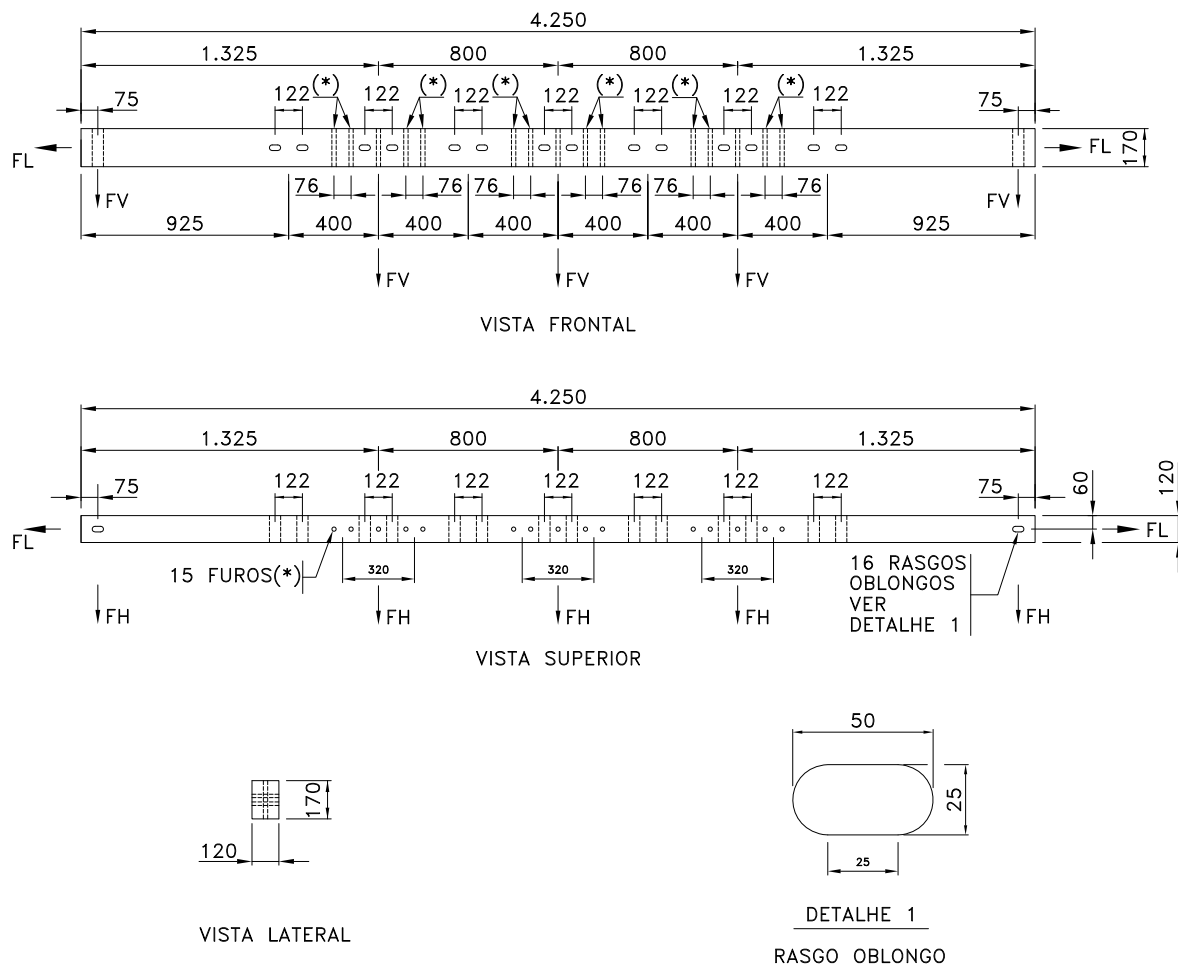 4.250
1.325 800 800 1.325
(*) (*) (*) (*) (*) (*)
75 122 122 122 122 122 122 122 75
FL FL 170
76 76 76 76 76 76
FV FV
925 400 400 400 400 400 400 925
FV FV FV
VISTA FRONTAL
4.250
1.325 800 800 1.325
75 122 122 122 122 122 122 122 75 60 120
FL FL
15 FUROS(*) 320 320 320
16 RASGOS
OBLONGOS
VER
DETALHE 1
FH FH FH FH FH
VISTA SUPERIOR
50
170 25
120 25
DETALHE 1
VISTA LATERAL
RASGO OBLONGO